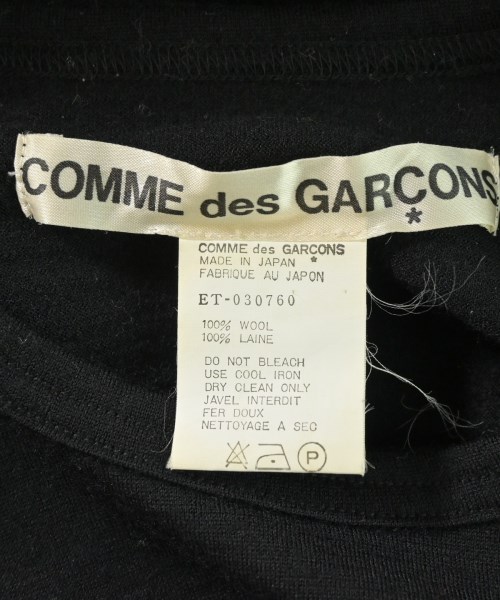 COMME des GARÇONS
*
COMME des GARCONS
MADE IN JAPAN *
FABRIQUE AU JAPON
ET-030760
100% WOOL
100% LAINE
DO NOT BLEACH
USE COOL IRON
DRY CLEAN ONLY
JAVEL INTERDIT
FER DOUX
NETTOYAGE A SEC
P